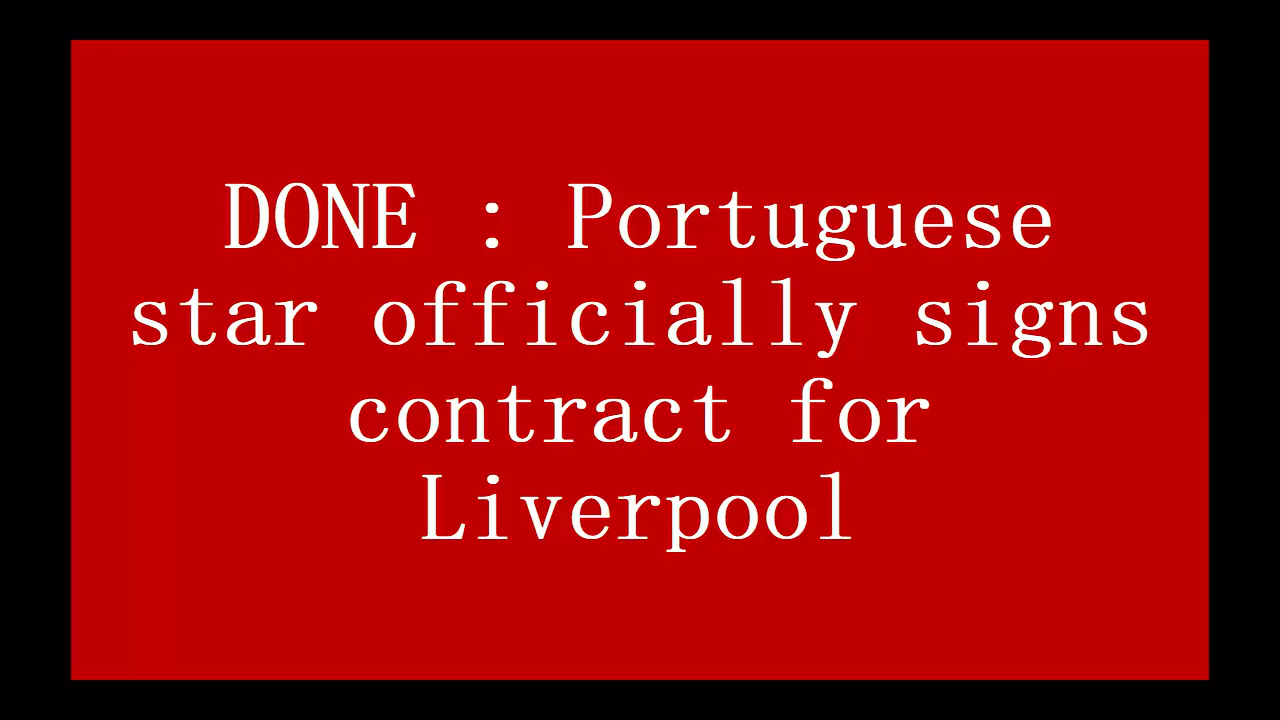 DONE : Portuguese
star officially signs
contract for
Liverpool